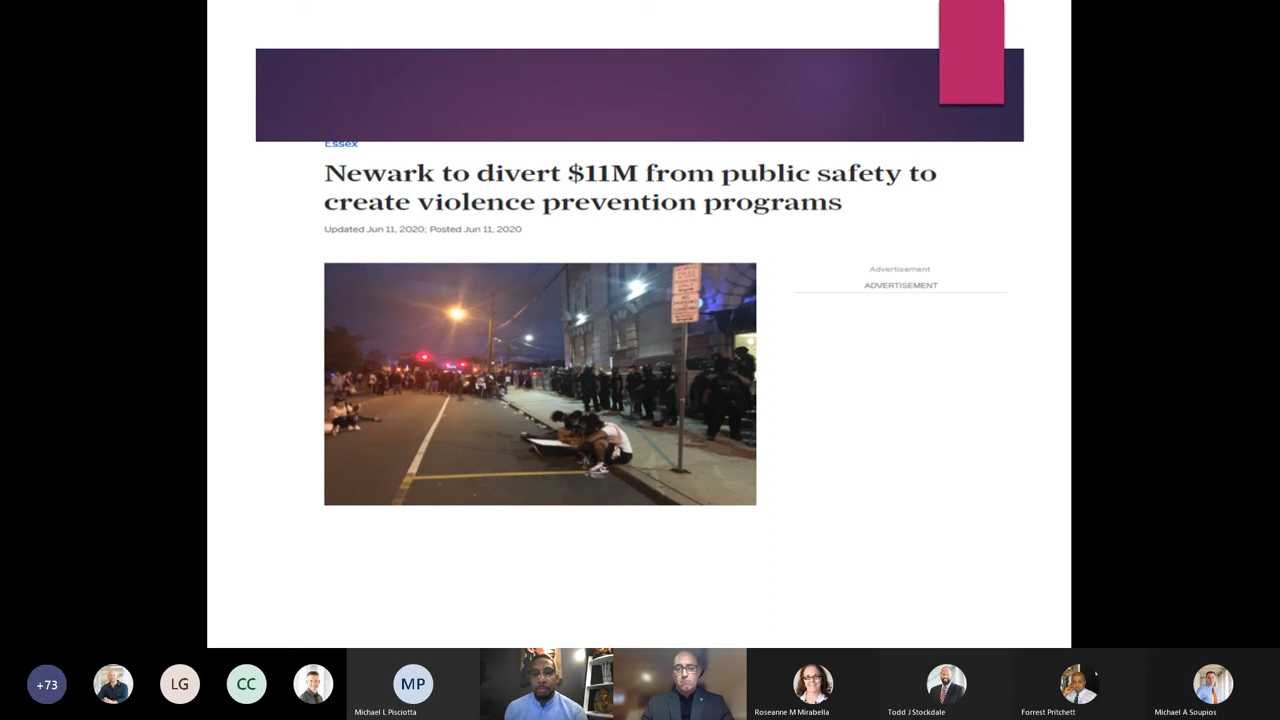 Essex
Newark to divert $11M from public safety to
create violence prevention programs
Updated Jun 11, 2020; Posted Jun 11, 2020
Advertisement
ADVERTISEMENT
+73
LG
CC
MP
Michael L Pisciotta
Roseanne M Mirabella
Todd J Stockdale
Forrest Pritchett
Michael A Soupios